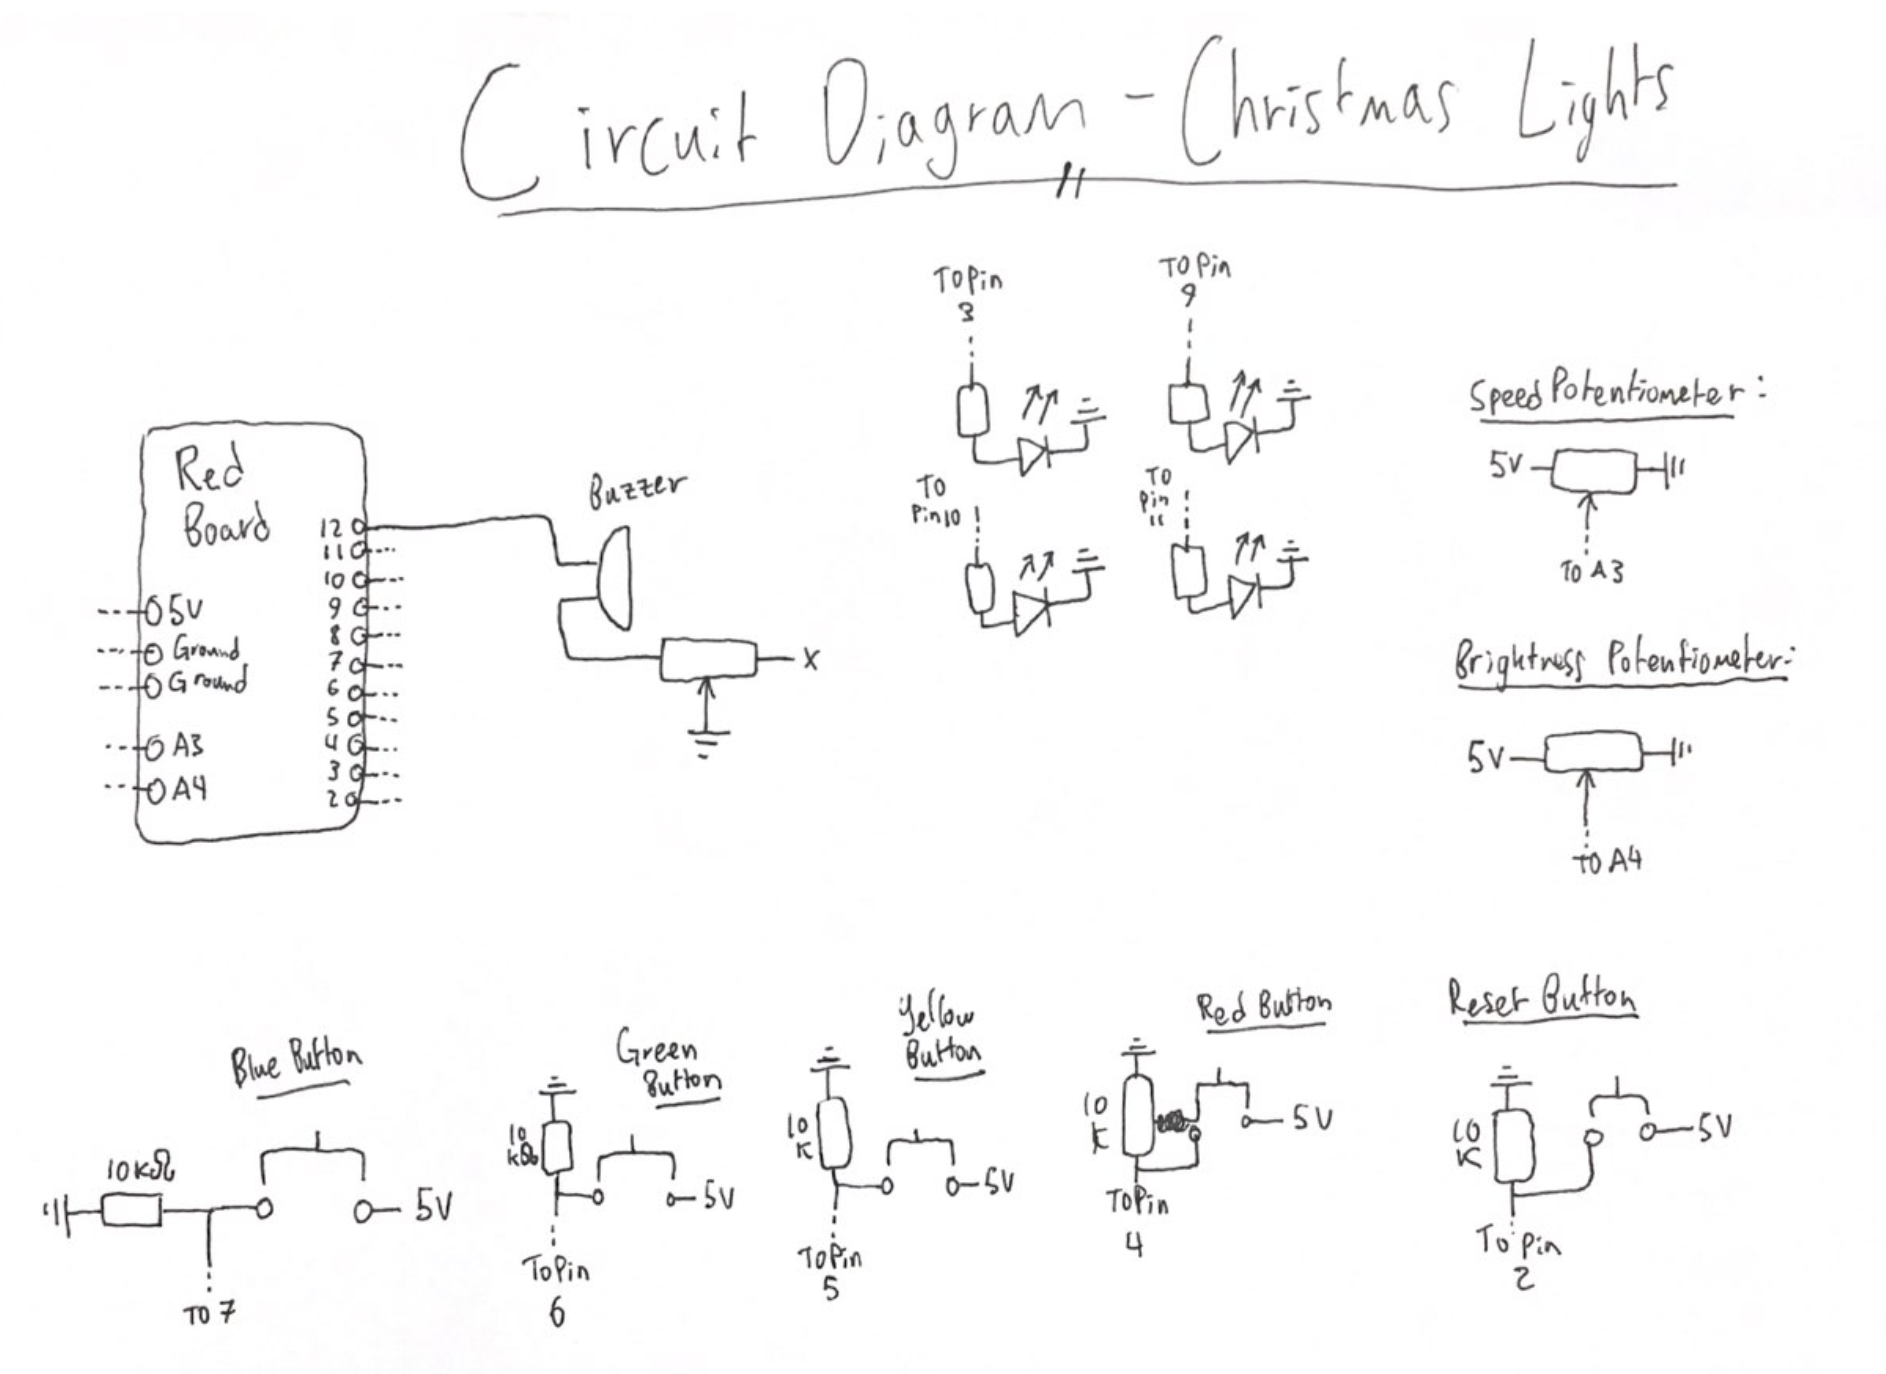 Circuit Diagram - Christmas Lights
Red
Board
12
11
10
9
8
7
6
5
4
3
2
5V
Ground
Ground
A3
A4
Buzzer
X
To Pin
3
To Pin
9
To
Pin 10
To
Pin
11
Speed Potentiometer:
5V
To A3
Brightness Potentiometer:
5V
To A4
Blue Button
10kΩ
5V
To 7
Green
Button
10
kΩ
5V
To Pin
6
Yellow
Button
10
K
5V
To Pin
5
Red Button
10
K
5V
To Pin
4
Reset Button
10
K
5V
To Pin
2